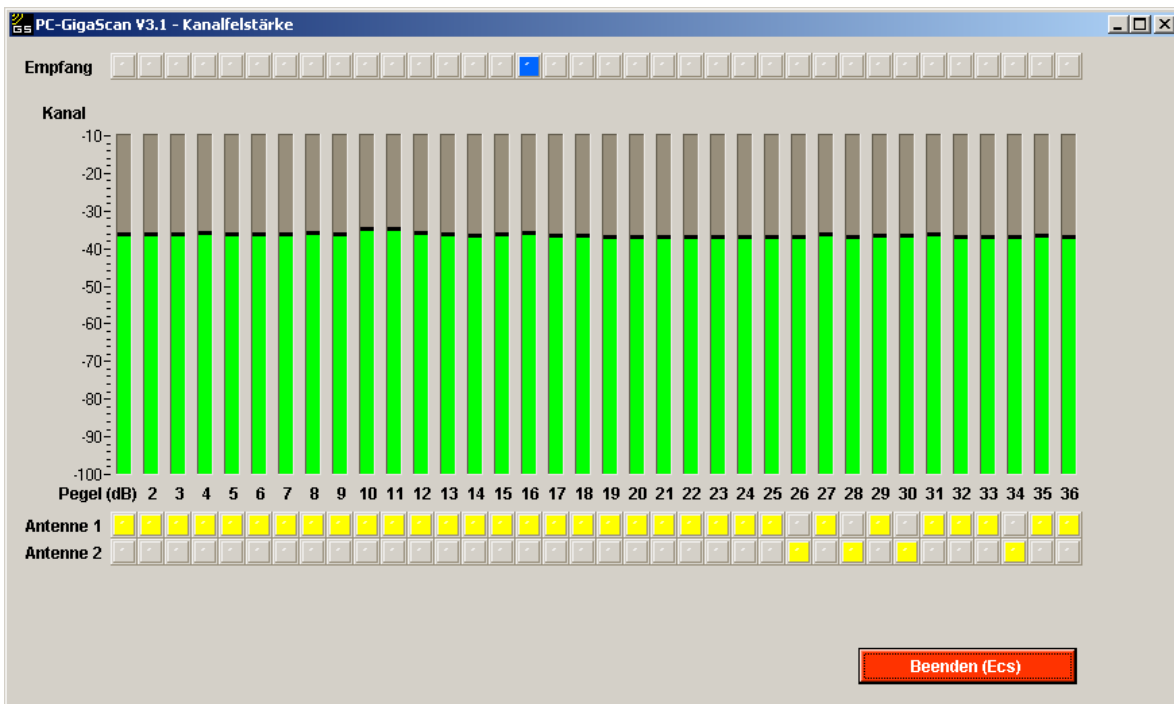 GS PC-GigaScan V3.1 - Kanalfelstärke
Empfang
Kanal
-10
-20
-30
-40
-50
-60
-70
-80
-90
-100
Pegel (dB) 2 3 4 5 6 7 8 9 10 11 12 13 14 15 16 17 18 19 20 21 22 23 24 25 26 27 28 29 30 31 32 33 34 35 36
Antenne 1
Antenne 2
Beenden (Ecs)